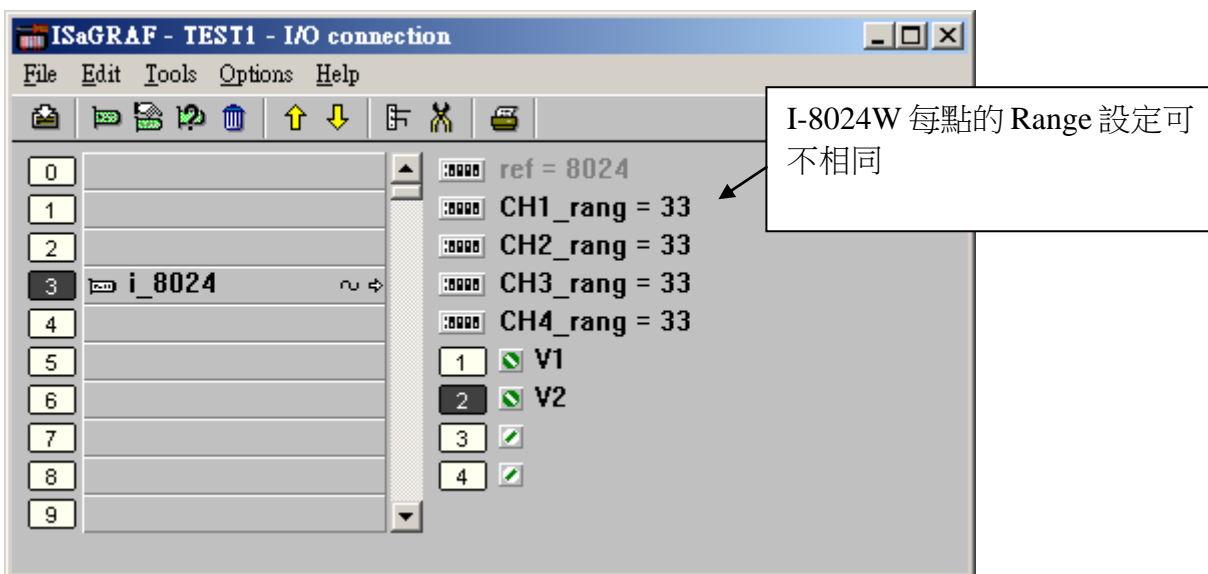 ISaGRAF - TEST1 - I/O connection
File Edit Tools Options Help
I-8024W 每點的 Range 設定可
不相同
0
1
2
3 i_8024
4
5
6
7
8
9
ref = 8024
CH1_rang = 33
CH2_rang = 33
CH3_rang = 33
CH4_rang = 33
1 V1
2 V2
3
4